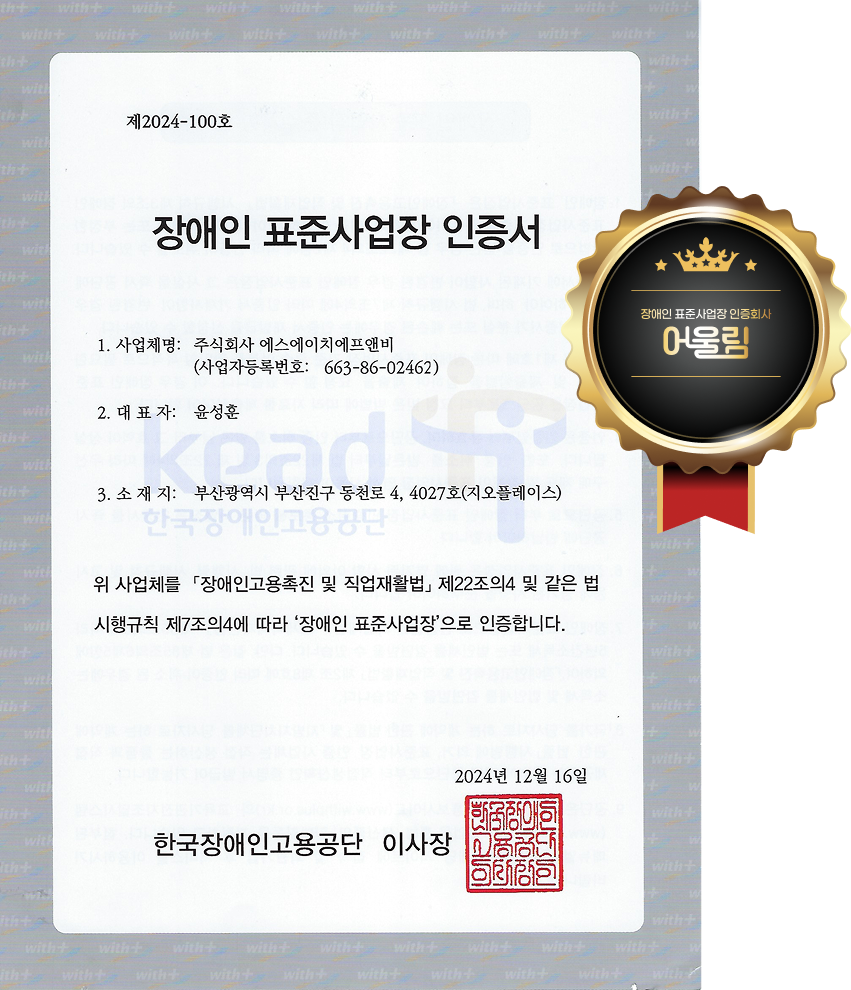 제2024-100호
장애인 표준사업장 인증서
장애인 표준사업장 인증회사
어울림
1. 사업체명: 주식회사 에스에이치에프앤비
(사업자등록번호: 663-86-02462)
2. 대 표 자: 윤성훈
kead
3. 소 재 지: 부산광역시 부산진구 동천로 4, 4027호(지오플레이스)
한국장애인고용공단
위 사업체를 「장애인고용촉진 및 직업재활법」 제22조의4 및 같은 법
시행규칙 제7조의4에 따라 ‘장애인 표준사업장’으로 인증합니다.
2024년 12월 16일
한국장애인고용공단 이사장